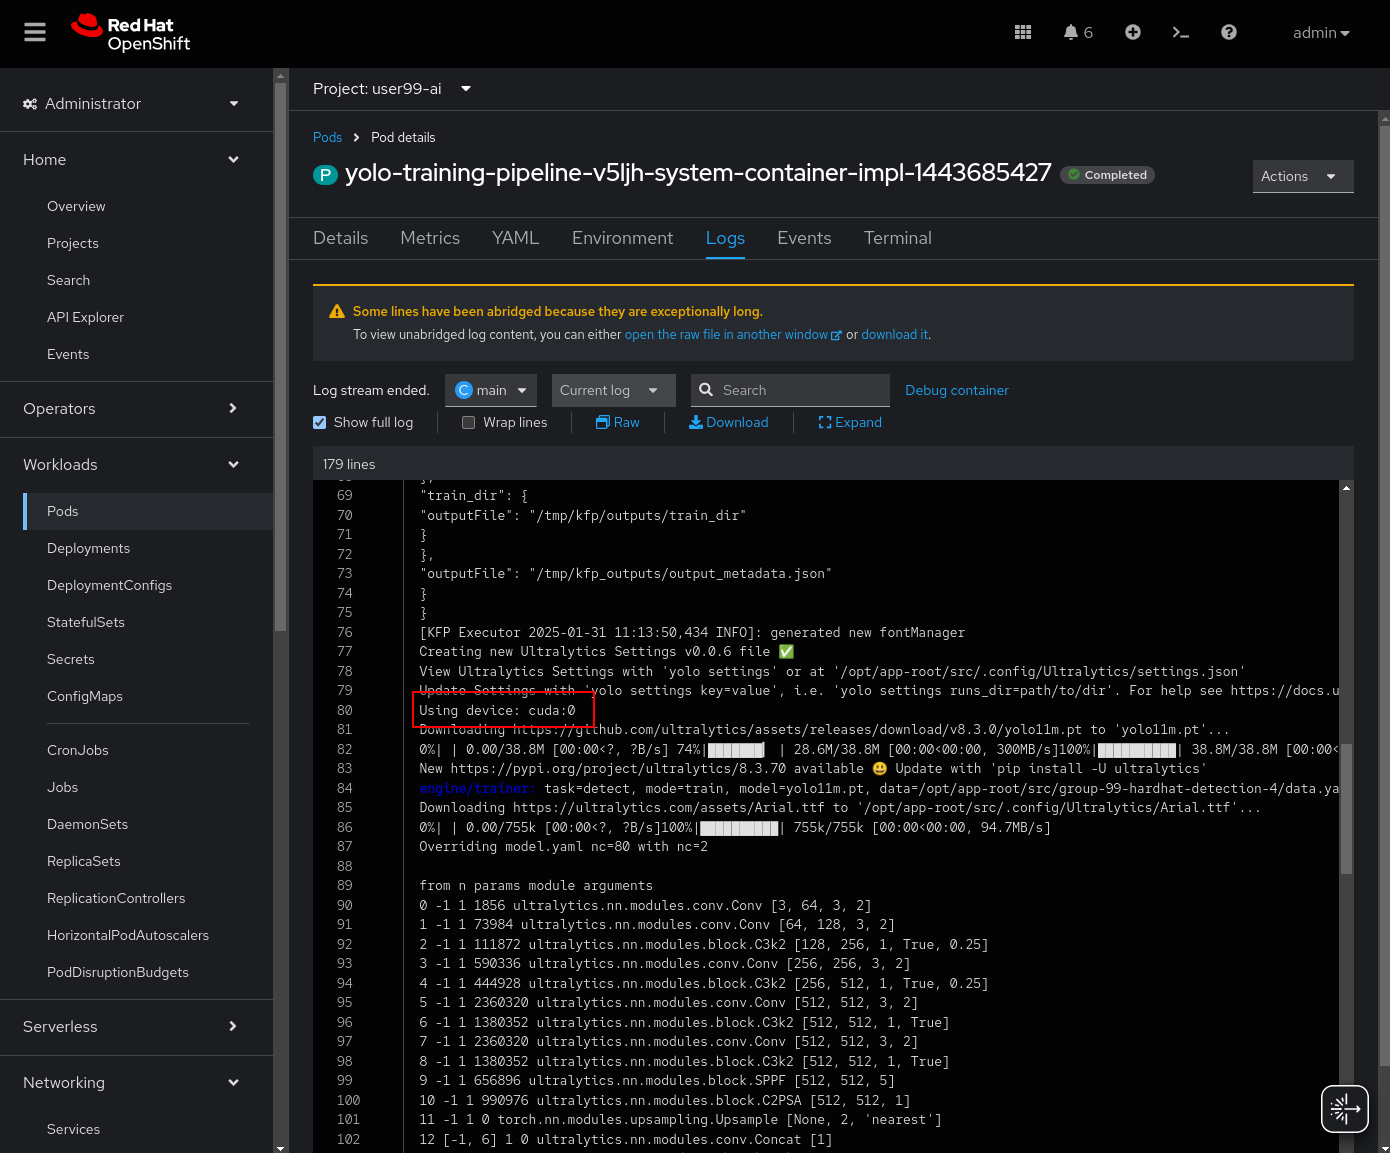 Red Hat
OpenShift
6
admin
Administrator
Home
Overview
Projects
Search
API Explorer
Events
Operators
Workloads
Pods
Deployments
DeploymentConfigs
StatefulSets
Secrets
ConfigMaps
CronJobs
Jobs
DaemonSets
ReplicaSets
ReplicationControllers
HorizontalPodAutoscalers
PodDisruptionBudgets
Serverless
Networking
Services
Project: user99-ai
Pods > Pod details
P yolo-training-pipeline-v5ljh-system-container-impl-1443685427 Completed
Actions
Details Metrics YAML Environment Logs Events Terminal
Some lines have been abridged because they are exceptionally long.
To view unabridged log content, you can either open the raw file in another window or download it.
Log stream ended. C main Current log Search Debug container
Show full log Wrap lines Raw Download Expand
179 lines
69 "train_dir": {
70 "outputFile": "/tmp/kfp/outputs/train_dir"
71 }
72 },
73 "outputFile": "/tmp/kfp_outputs/output_metadata.json"
74 }
75 }
76 [KFP Executor 2025-01-31 11:13:50,434 INFO]: generated new fontManager
77 Creating new Ultralytics Settings v0.0.6 file ✅
78 View Ultralytics Settings with 'yolo settings' or at '/opt/app-root/src/.config/Ultralytics/settings.json'
79 Update Settings with 'yolo settings key=value', i.e. 'yolo settings runs_dir=path/to/dir'. For help see https://docs.u
80 Using device: cuda:0
81 Downloading https://github.com/ultralytics/assets/releases/download/v8.3.0/yolo11m.pt to 'yolo11m.pt'...
82 0%| | 0.00/38.8M [00:00<?, ?B/s] 74%|███████▎ | 28.6M/38.8M [00:00<00:00, 300MB/s]100%|██████████| 38.8M/38.8M [00:00<
83 New https://pypi.org/project/ultralytics/8.3.70 available 😃 Update with 'pip install -U ultralytics'
84 engine/trainer: task=detect, mode=train, model=yolo11m.pt, data=/opt/app-root/src/group-99-hardhat-detection-4/data.ya
85 Downloading https://ultralytics.com/assets/Arial.ttf to '/opt/app-root/src/.config/Ultralytics/Arial.ttf'...
86 0%| | 0.00/755k [00:00<?, ?B/s]100%|██████████| 755k/755k [00:00<00:00, 94.7MB/s]
87 Overriding model.yaml nc=80 with nc=2
88
89 from n params module arguments
90 0 -1 1 1856 ultralytics.nn.modules.conv.Conv [3, 64, 3, 2]
91 1 -1 1 73984 ultralytics.nn.modules.conv.Conv [64, 128, 3, 2]
92 2 -1 1 111872 ultralytics.nn.modules.block.C3k2 [128, 256, 1, True, 0.25]
93 3 -1 1 590336 ultralytics.nn.modules.conv.Conv [256, 256, 3, 2]
94 4 -1 1 444928 ultralytics.nn.modules.block.C3k2 [256, 512, 1, True, 0.25]
95 5 -1 1 2360320 ultralytics.nn.modules.conv.Conv [512, 512, 3, 2]
96 6 -1 1 1380352 ultralytics.nn.modules.block.C3k2 [512, 512, 1, True]
97 7 -1 1 2360320 ultralytics.nn.modules.conv.Conv [512, 512, 3, 2]
98 8 -1 1 1380352 ultralytics.nn.modules.block.C3k2 [512, 512, 1, True]
99 9 -1 1 656896 ultralytics.nn.modules.block.SPPF [512, 512, 5]
100 10 -1 1 990976 ultralytics.nn.modules.block.C2PSA [512, 512, 1]
101 11 -1 1 0 torch.nn.modules.upsampling.Upsample [None, 2, 'nearest']
102 12 [-1, 6] 1 0 ultralytics.nn.modules.conv.Concat [1]